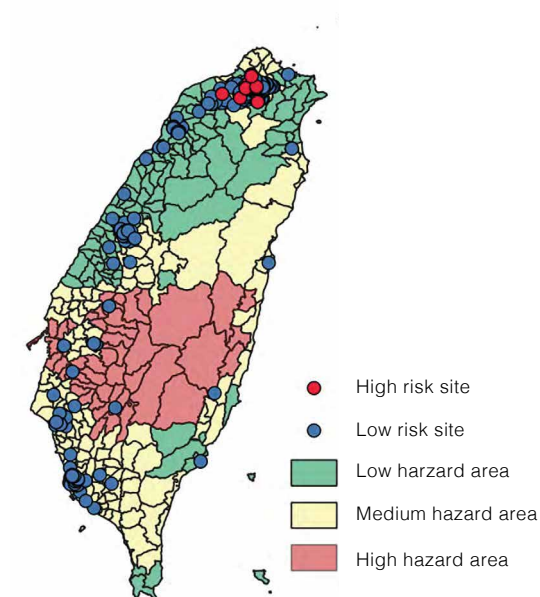 High risk site
Low risk site
Low harzard area
Medium hazard area
High hazard area